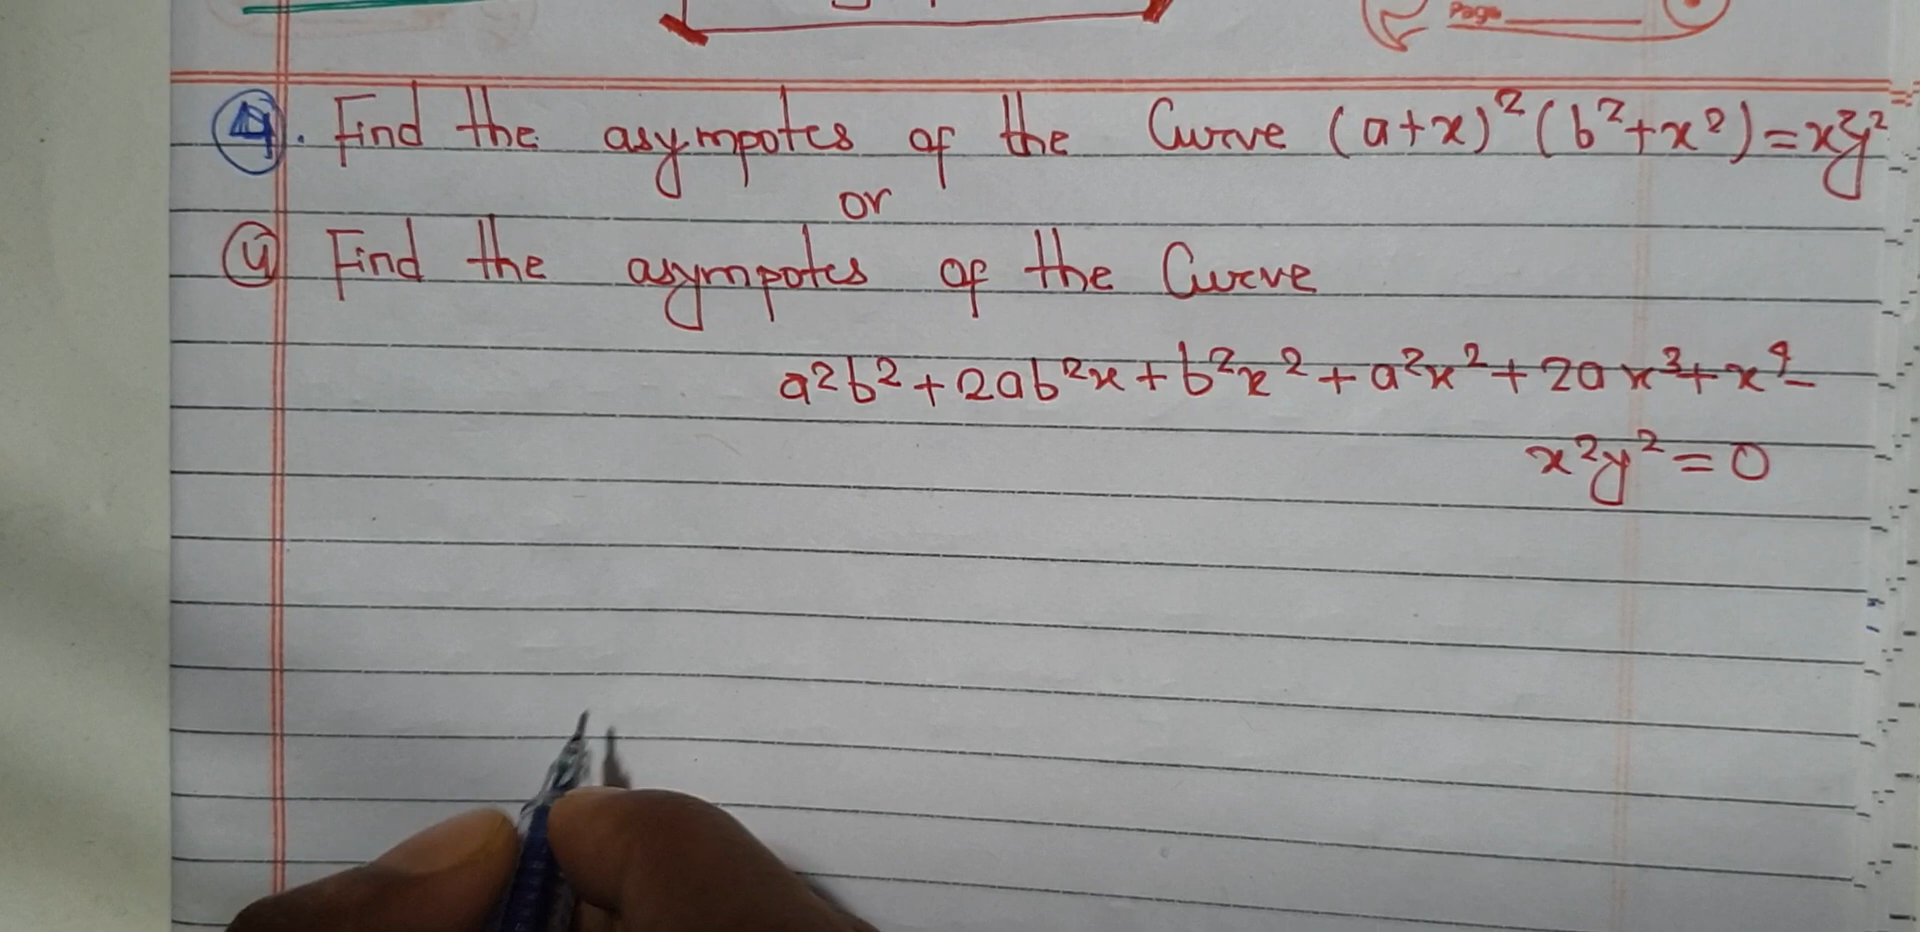 Page
4. Find the asympotes of the Curve (a+x)²(b²+x²)=x²y²
or
4 Find the asympotes of the Curve
a²b²+2ab²x+b²x²+a²x²+2ax³+x⁴-
x²y²=0